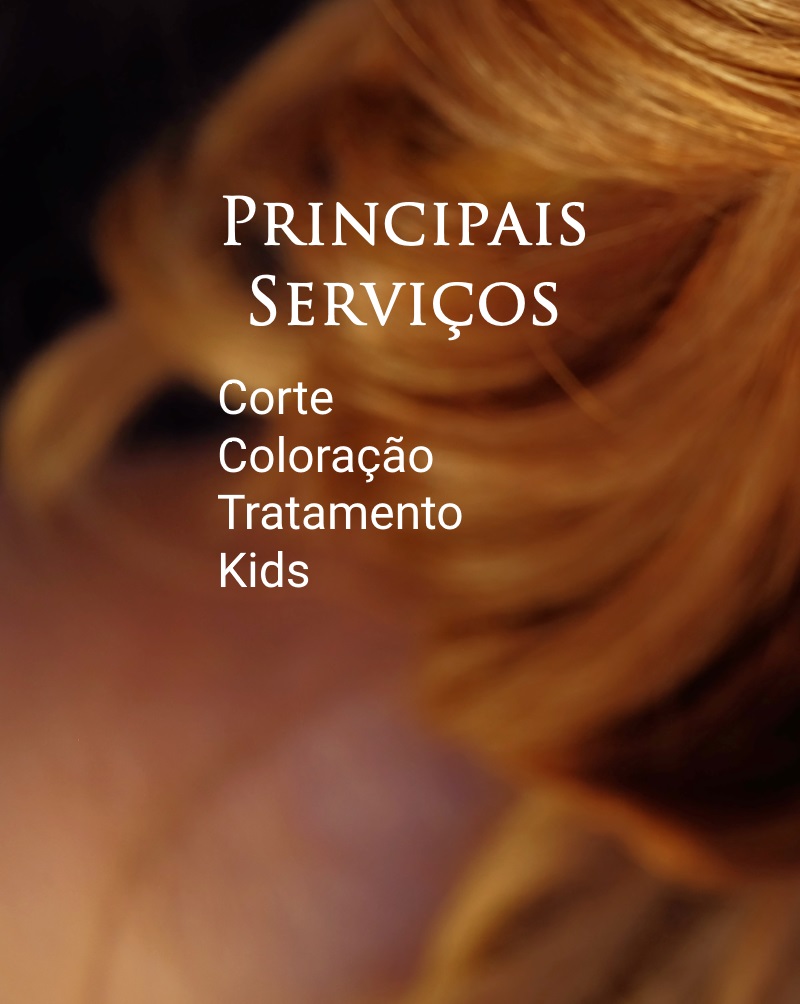 Principais
Serviços
Corte
Coloração
Tratamento
Kids